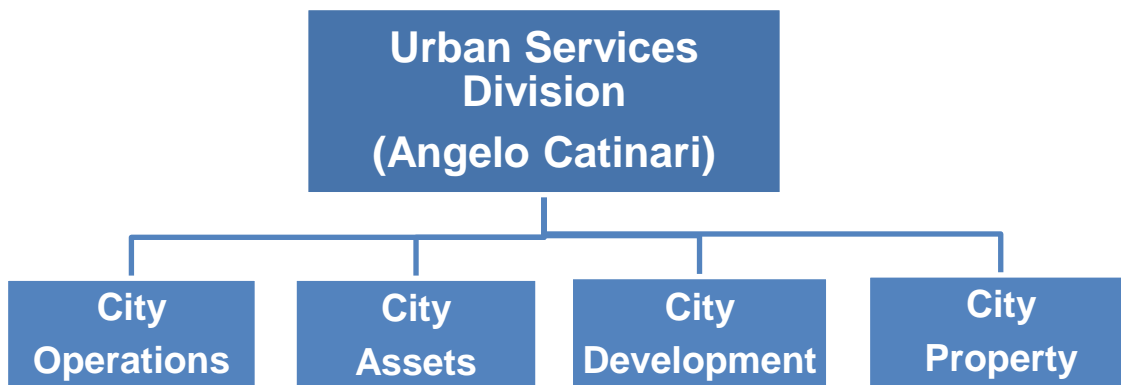 Urban Services
Division
(Angelo Catinari)
City
Operations
City
Assets
City
Development
City
Property